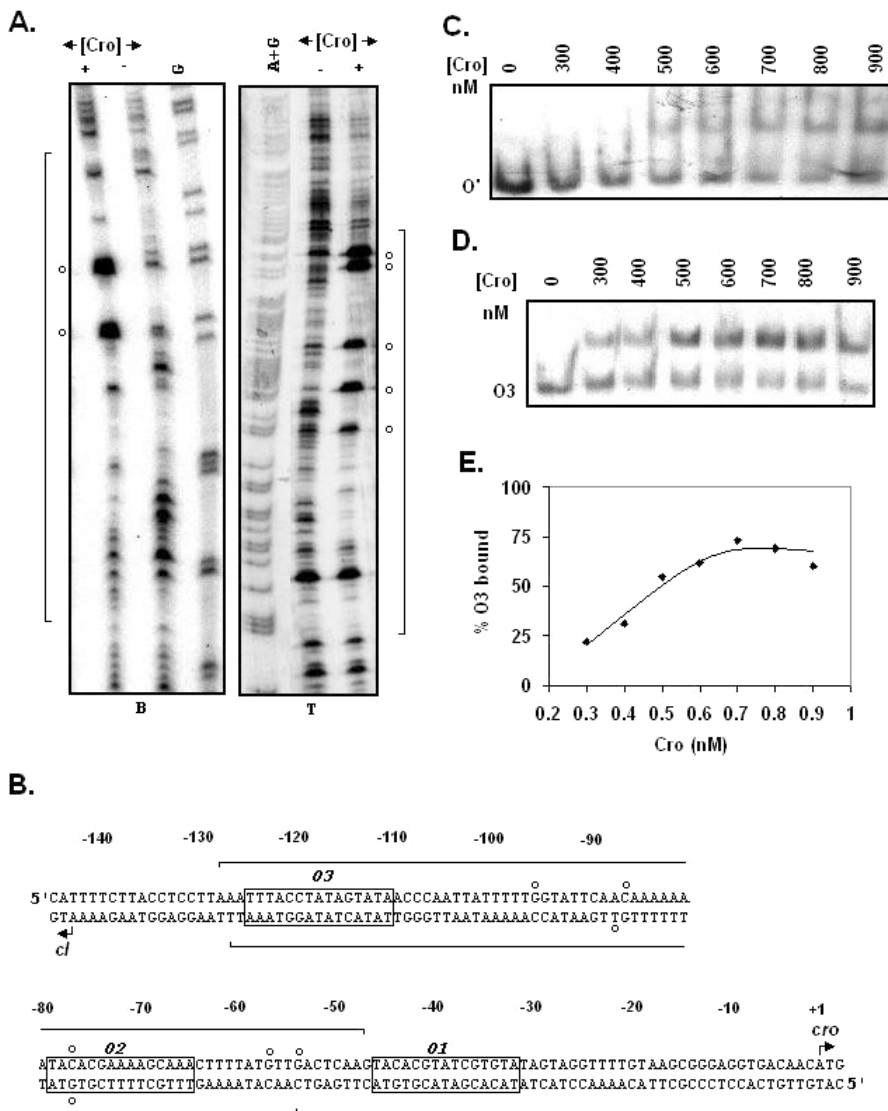 A.
[Cro]
+ - G
A+G
[Cro]
- +
B
T
C.
[Cro] 0 300 400 500 600 700 800 900
nM
O'
D.
[Cro] 0 300 400 500 600 700 800 900
nM
O3
E.
% O3 bound
100
75
50
25
0
0.2 0.3 0.4 0.5 0.6 0.7 0.8 0.9 1
Cro (nM)
B.
-140 -130 -120 -110 -100 -90
O3
5'CATTTTCTTACCTCCTTAAATTTACCTATAGTATAACCCAATTATTTTTGGTATTCAACAAAAAA
GTAAAAGAATGGAGGAATTTAAATGGATATCATATTGGGTTAATAAAAACCATAAGTTGTTTTTT
cI
-80 -70 -60 -50 -40 -30 -20 -10 +1
O2 O1 cro
ATACACGAAAAGCAAACTTTTATGTTGACTCAAGTACACGTATCGTGTATAGTAGGTTTTGTAAGCGGGAGGTGACAACATG
TATGTGCTTTTCGTTTGAAAATACAACTGAGTTCATGTGCATAGCACATATCATCCAAAACATTCGCCCTCCACTGTTGTAC5'